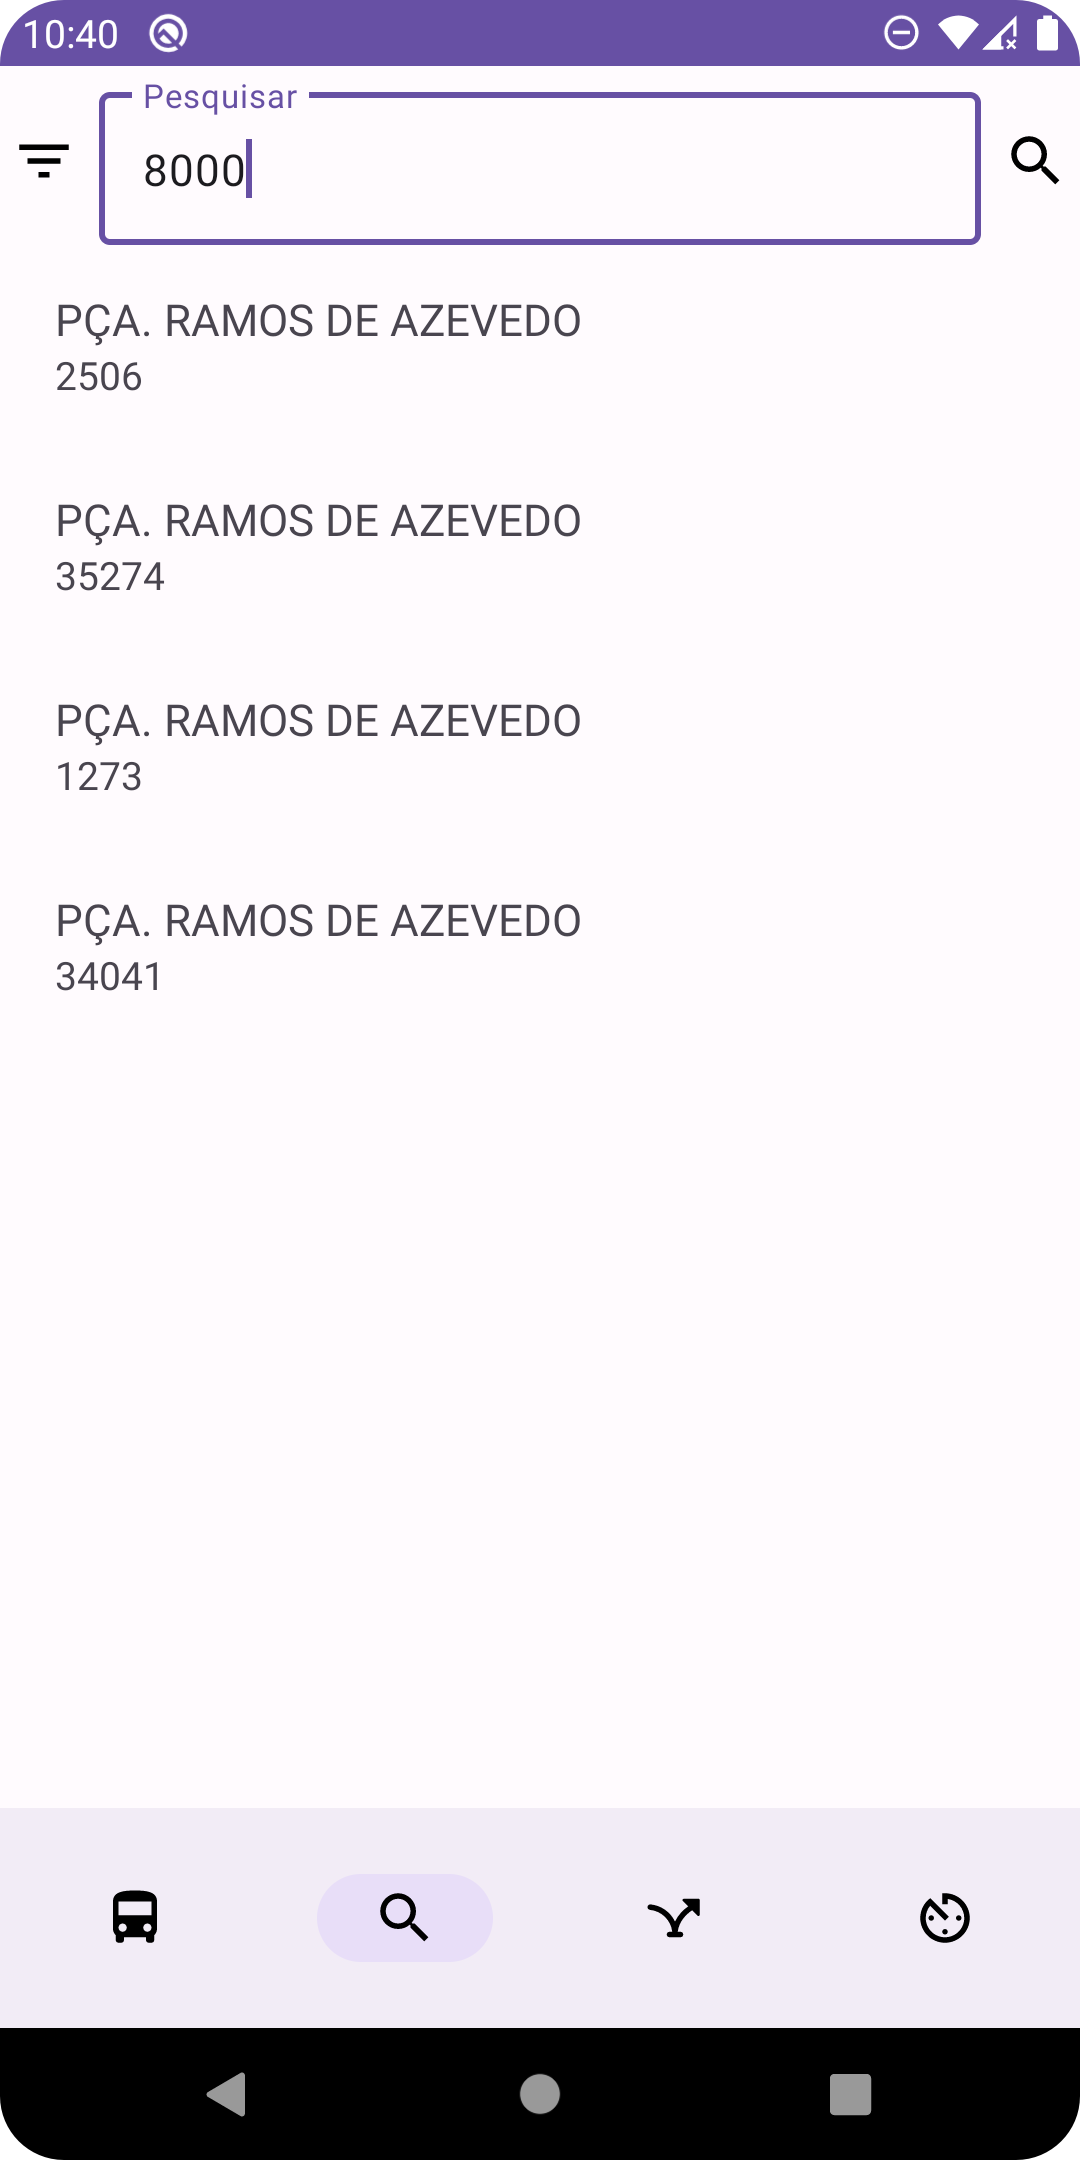 10:40
Pesquisar
8000
PÇA. RAMOS DE AZEVEDO
2506
PÇA. RAMOS DE AZEVEDO
35274
PÇA. RAMOS DE AZEVEDO
1273
PÇA. RAMOS DE AZEVEDO
34041